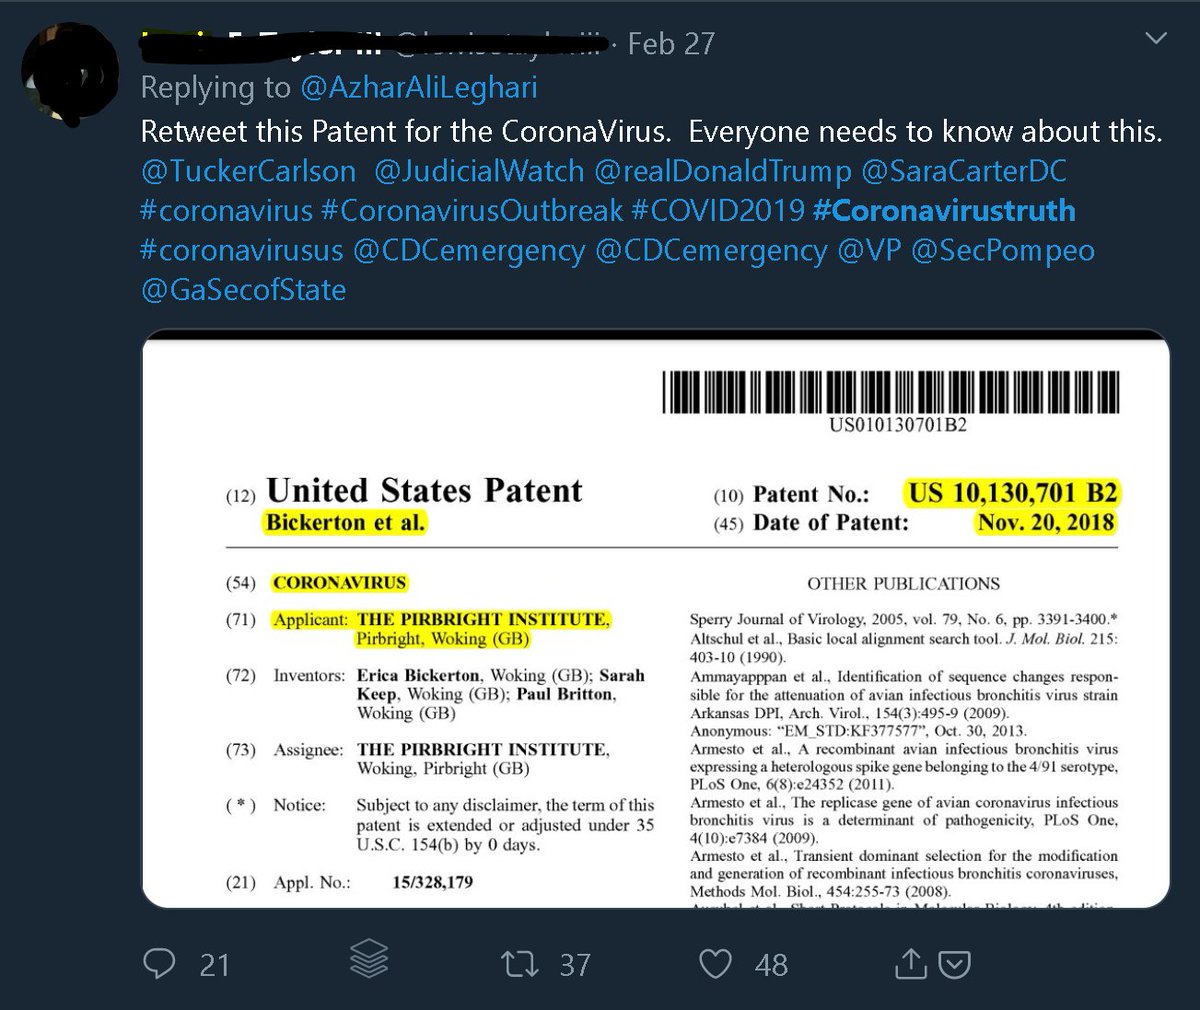 Feb 27
Replying to @AzharAliLeghari
Retweet this Patent for the CoronaVirus. Everyone needs to know about this.
@TuckerCarlson @JudicialWatch @realDonaldTrump @SaraCarterDC
#coronavirus #CoronavirusOutbreak #COVID2019 #Coronavirustruth
#coronavirusus @CDCemergency @CDCemergency @VP @SecPompeo
@GaSecofState
US010130701B2
(12) United States Patent
Bickerton et al.
(10) Patent No.: US 10,130,701 B2
(45) Date of Patent: Nov. 20, 2018
(54) CORONAVIRUS
(71) Applicant: THE PIRBRIGHT INSTITUTE,
Pirbright, Woking (GB)
(72) Inventors: Erica Bickerton, Woking (GB); Sarah
Keep, Woking (GB); Paul Britton,
Woking (GB)
(73) Assignee: THE PIRBRIGHT INSTITUTE,
Woking, Pirbright (GB)
( * ) Notice: Subject to any disclaimer, the term of this
patent is extended or adjusted under 35
U.S.C. 154(b) by 0 days.
(21) Appl. No.: 15/328,179
OTHER PUBLICATIONS
Sperry Journal of Virology, 2005, vol. 79, No. 6, pp. 3391-3400.*
Altschul et al., Basic local alignment search tool. J. Mol. Biol. 215:
403-10 (1990).
Ammayapppan et al., Identification of sequence changes respon-
sible for the attenuation of avian infectious bronchitis virus strain
Arkansas DPI, Arch. Virol., 154(3):495-9 (2009).
Anonymous: “EM_STD:KF377577”, Oct. 30, 2013.
Armesto et al., A recombinant avian infectious bronchitis virus
expressing a heterologous spike gene belonging to the 4/91 serotype,
PLoS One, 6(8):e24352 (2011).
Armesto et al., The replicase gene of avian coronavirus infectious
bronchitis virus is a determinant of pathogenicity, PLoS One,
4(10):e7384 (2009).
Armesto et al., Transient dominant selection for the modification
and generation of recombinant infectious bronchitis coronaviruses,
Methods Mol. Biol., 454:255-73 (2008).
21
37
48